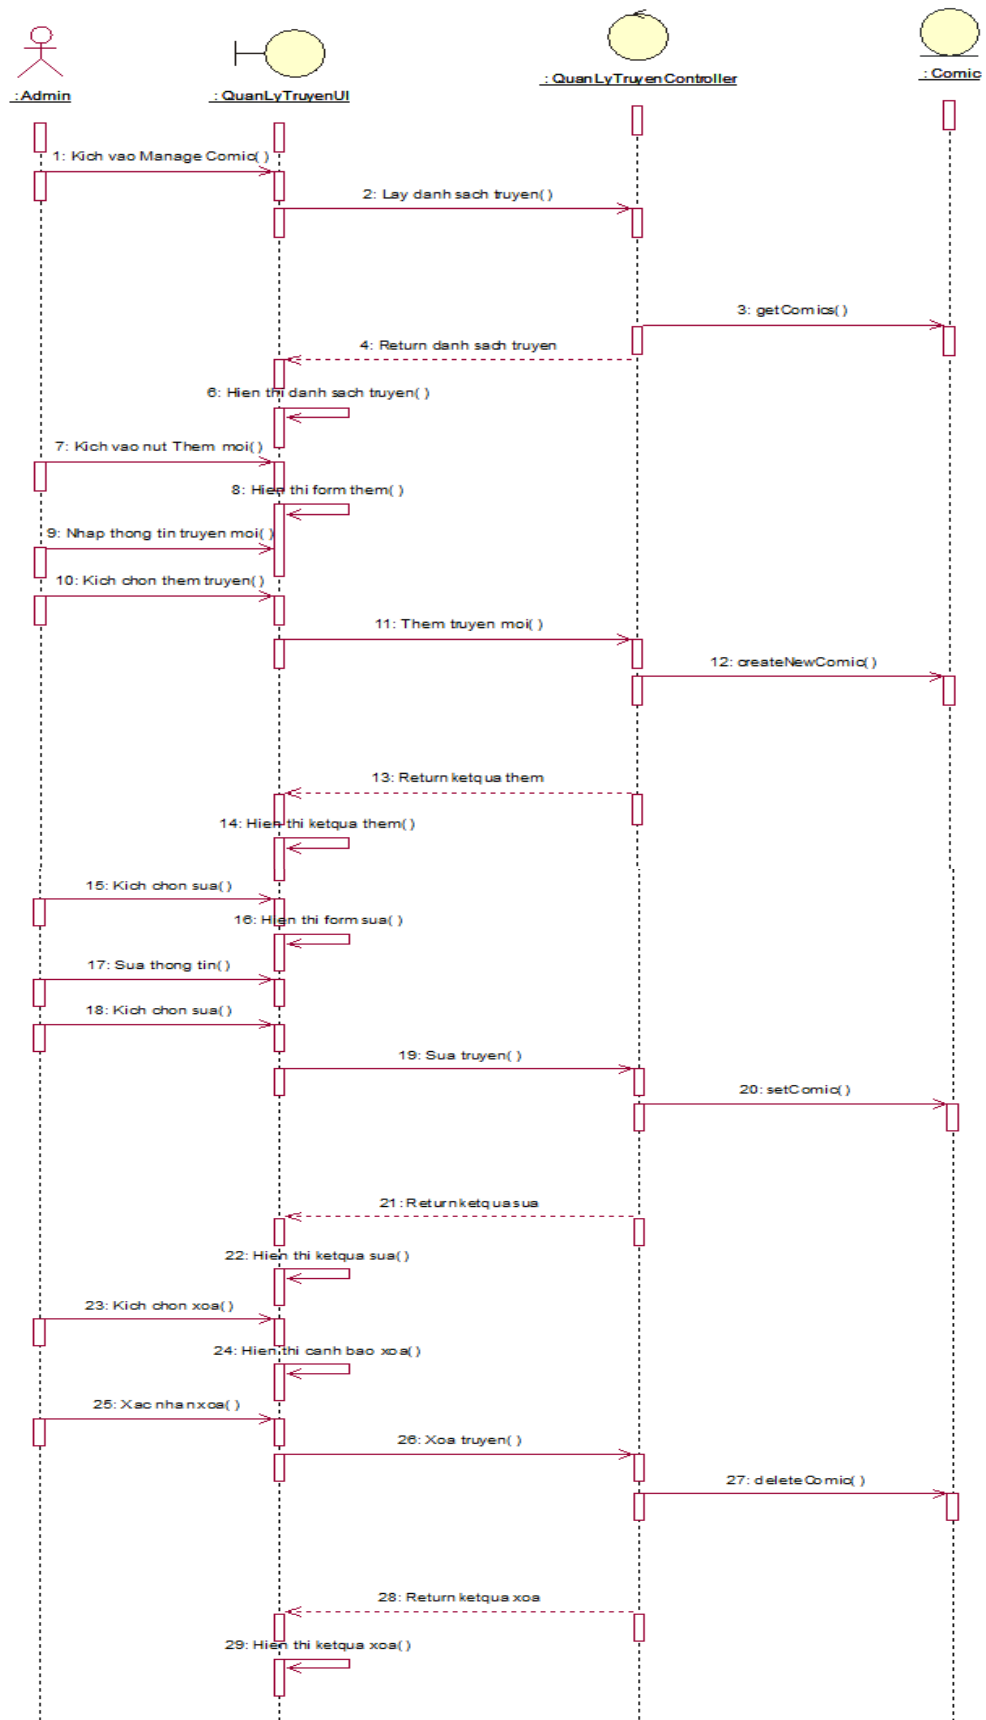 : Admin
: QuanLyTruyenUI
: QuanLyTruyenController
: Comic
1: Kich vao Manage Comic( )
2: Lay danh sach truyen( )
3: getComics( )
4: Return danh sach truyen
6: Hien thi danh sach truyen( )
7: Kich vao nut Them moi( )
8: Hien thi form them( )
9: Nhap thong tin truyen moi( )
10: Kich chon them truyen( )
11: Them truyen moi( )
12: createNewComic( )
13: Return ketqua them
14: Hien thi ketqua them( )
15: Kich chon sua( )
16: Hien thi form sua( )
17: Sua thong tin( )
18: Kich chon sua( )
19: Sua truyen( )
20: setComic( )
21: Return ketqua sua
22: Hien thi ketqua sua( )
23: Kich chon xoa( )
24: Hien thi canh bao xoa( )
25: Xac nhan xoa( )
26: Xoa truyen( )
27: deleteComic( )
28: Return ketqua xoa
29: Hien thi ketqua xoa( )